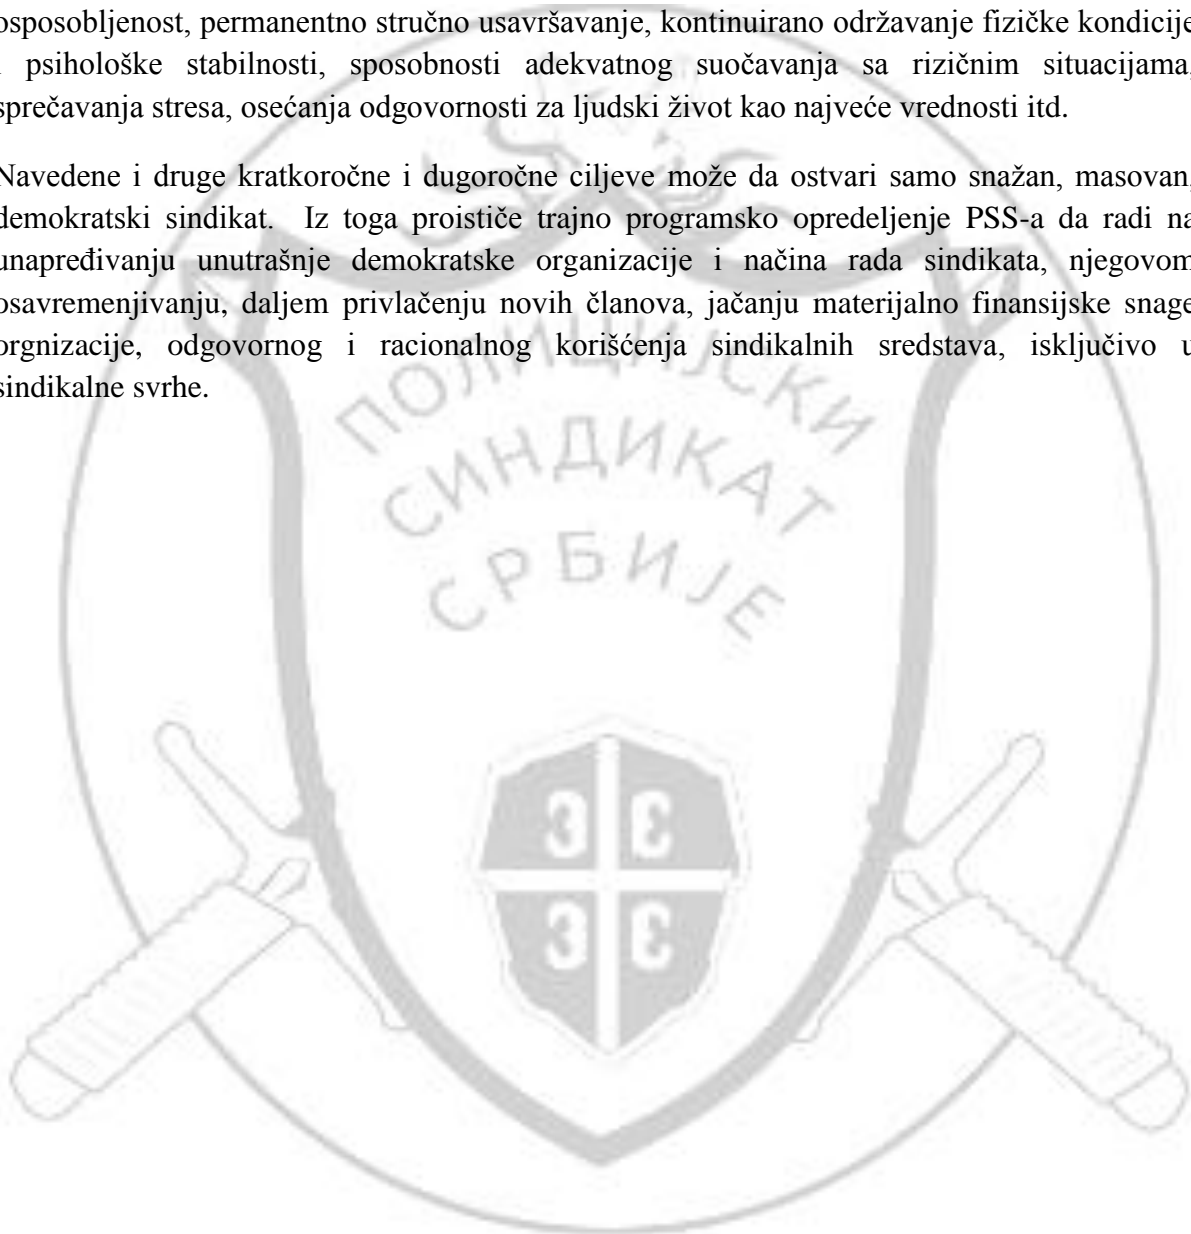 osposobljenost, permanentno stručno usavršavanje, kontinuirano održavanje fizičke kondicije
psihološke stabilnosti, sposobnosti adekvatnog suočavanja sa rizičnim situacijama,
sprečavanja stresa, osećanja odgovornosti za ljudski život kao najveće vrednosti itd.
Navedene i druge kratkoročne i dugoročne ciljeve može da ostvari samo snažan, masovan,
demokratski sindikat. Iz toga proističe trajno programsko opredeljenje PSS-a da radi na
unapređivanju unutrašnje demokratske organizacije i načina rada sindikata, njegovom
osavremenjivanju, daljem privlačenju novih članova, jačanju materijalno finansijske snage
orgnizacije, odgovornog i racionalnog korišćenja sindikalnih sredstava, isključivo u
sindikalne svrhe.
ПОЛИЦИЈСКИ
СИНДИКАТ
СРБИЈЕ